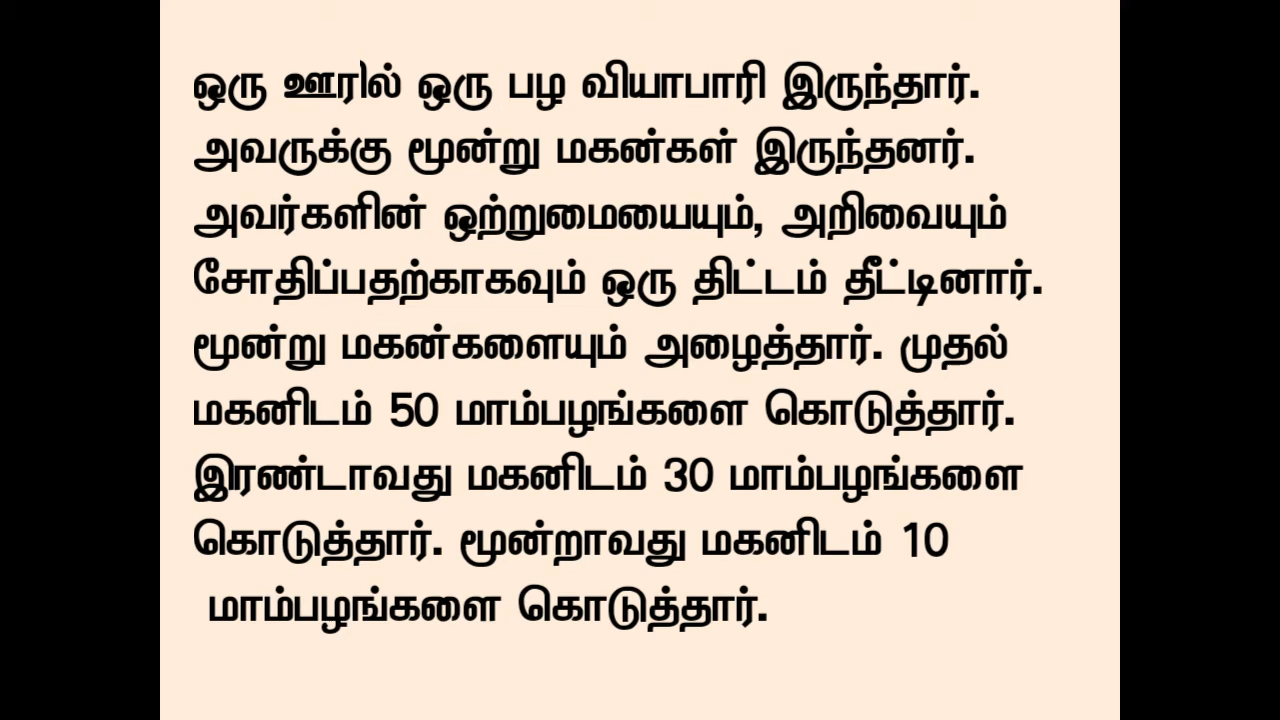 ஒரு ஊரில் ஒரு பழ வியாபாரி இருந்தார்.
அவருக்கு மூன்று மகன்கள் இருந்தனர்.
அவர்களின் ஒற்றுமையையும், அறிவையும்
சோதிப்பதற்காகவும் ஒரு திட்டம் தீட்டினார்.
மூன்று மகன்களையும் அழைத்தார். முதல்
மகனிடம் 50 மாம்பழங்களை கொடுத்தார்.
இரண்டாவது மகனிடம் 30 மாம்பழங்களை
கொடுத்தார். மூன்றாவது மகனிடம் 10
மாம்பழங்களை கொடுத்தார்.